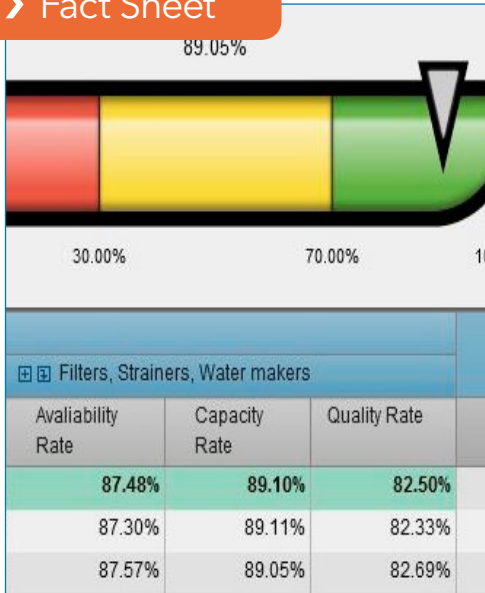 Fact Sheet
89.05%
30.00% 70.00%
Filters, Strainers, Water makers
Avaliability Capacity Quality Rate
Rate Rate
87.48% 89.10% 82.50%
87.30% 89.11% 82.33%
87.57% 89.05% 82.69%